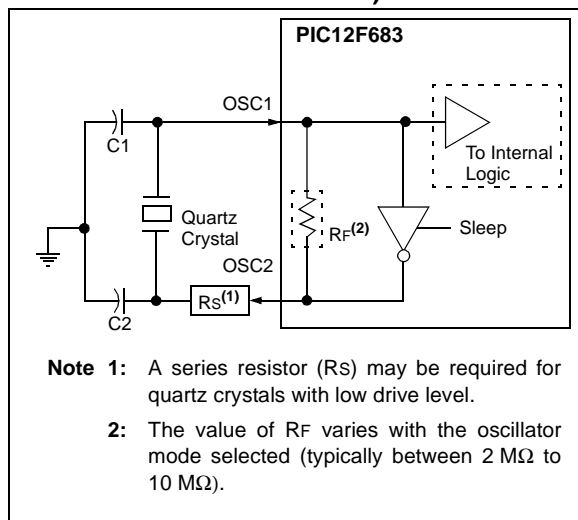 PIC12F683
OSC1
C1
To Internal
Logic
Quartz
Crystal
RF(2)
Sleep
OSC2
RS(1)
C2
Note 1: A series resistor (RS) may be required for
quartz crystals with low drive level.
2: The value of RF varies with the oscillator
mode selected (typically between 2 MΩ to
10 MΩ).